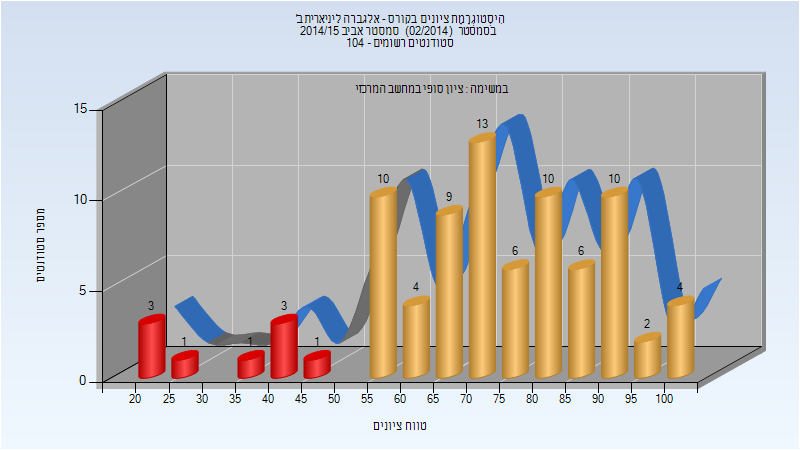 היסטוגרמת ציונים בקורס - אלגברה ליניארית ב'
בסמסטר (02/2014) סמסטר אביב 2014/15
סטודנטים רשומים - 104
במשימה : ציון סופי במחשב המרכזי
מספר סטודנטים
15
10
5
0
3
1
1
3
1
10
4
9
13
6
10
6
10
2
4
20 25 30 35 40 45 50 55 60 65 70 75 80 85 90 95 100
טווח ציונים